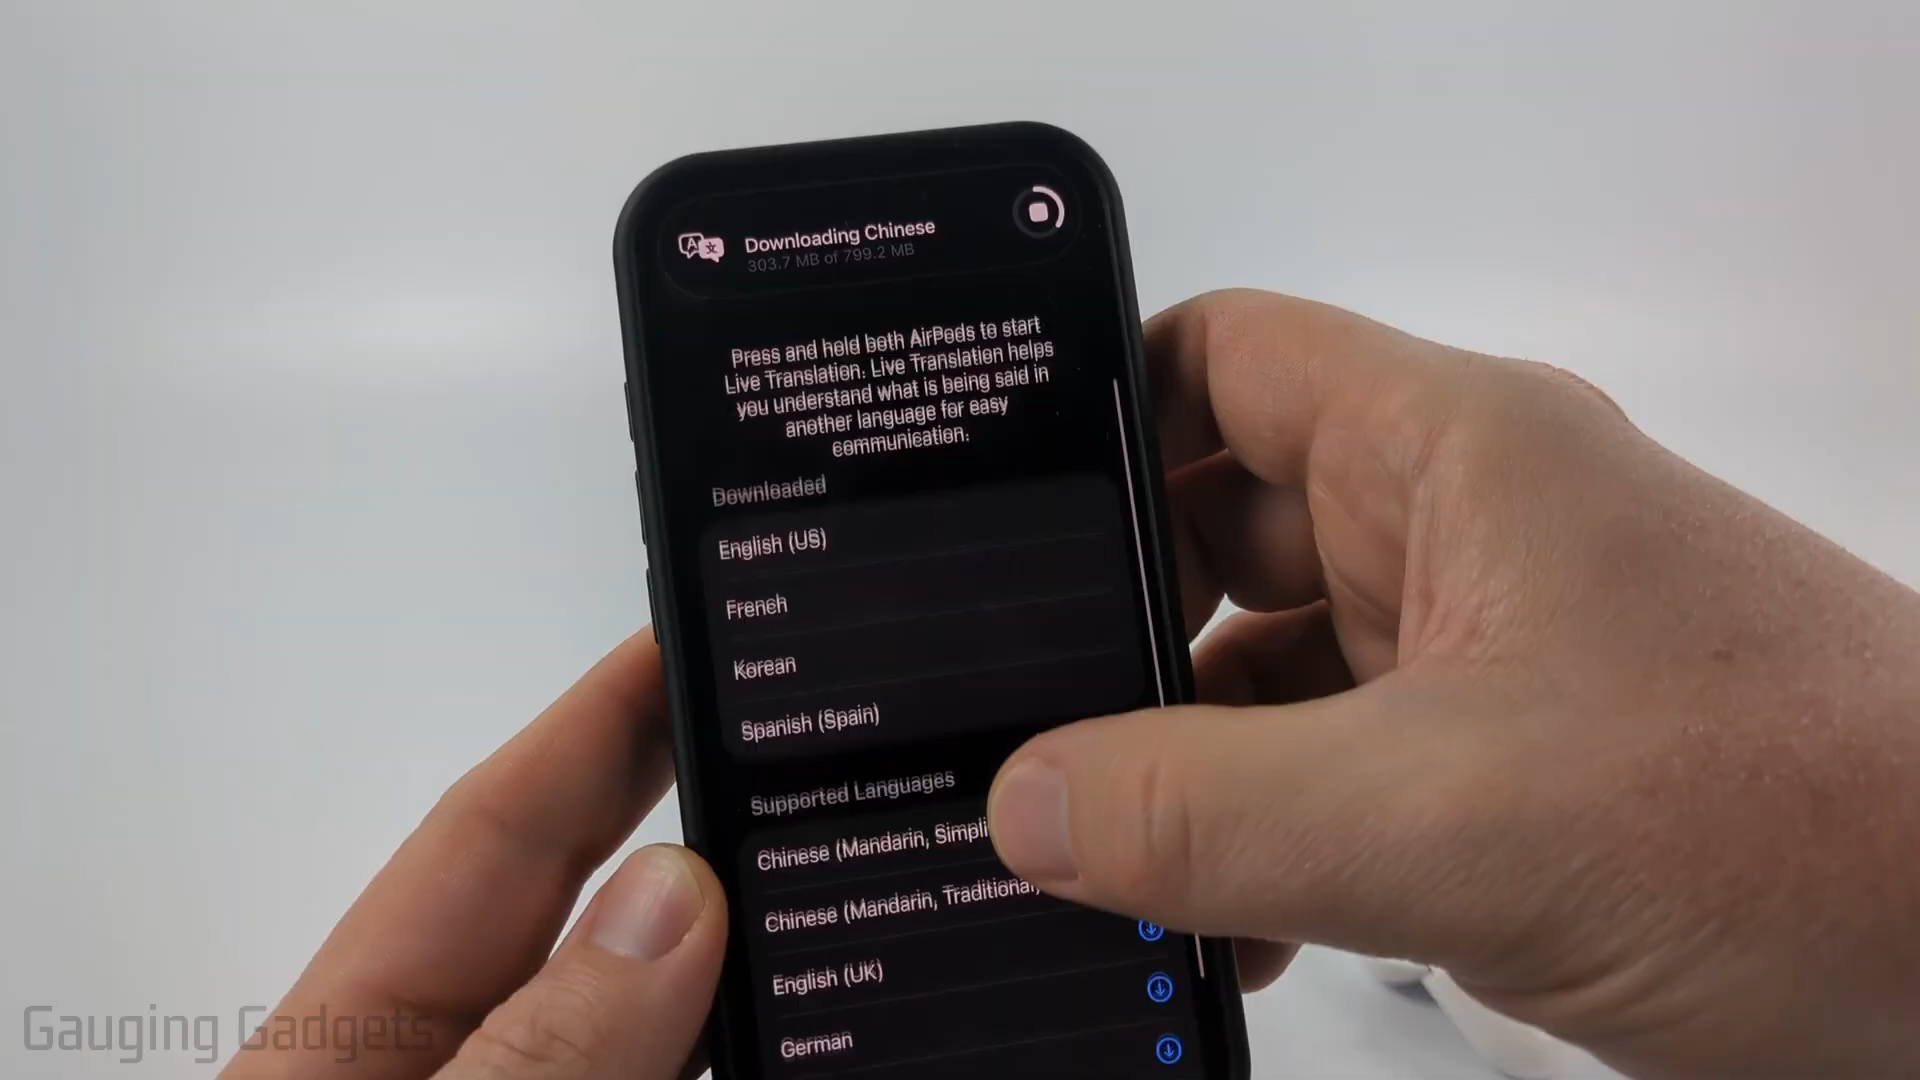 Downloading Chinese
303.7 MB of 799.2 MB
Press and hold both AirPods to start
Live Translation. Live Translation helps
you understand what is being said in
another language for easy
communication.
Downloaded
English (US)
French
Korean
Spanish (Spain)
Supported Languages
Chinese (Mandarin, Simpli
Chinese (Mandarin, Traditional,
English (UK)
German
Gauging Gadgets